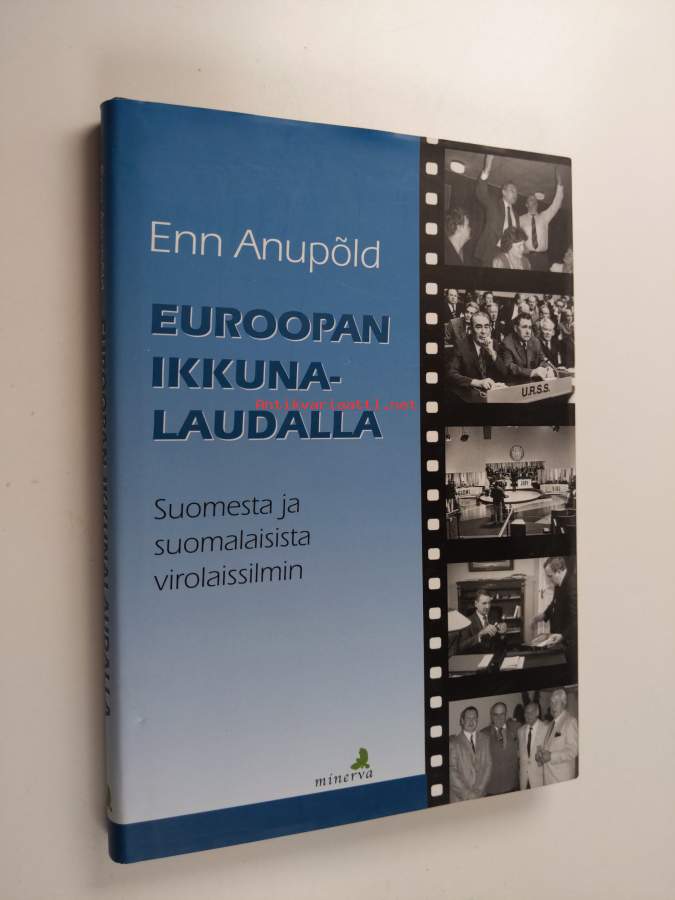 Enn Anupõld
EUROOPAN
IKKUNA-
LAUDALLA
Antikvariaatti.net
Suomesta ja
suomalaisista
virolaissilmin
minerva
U.R.S.S.